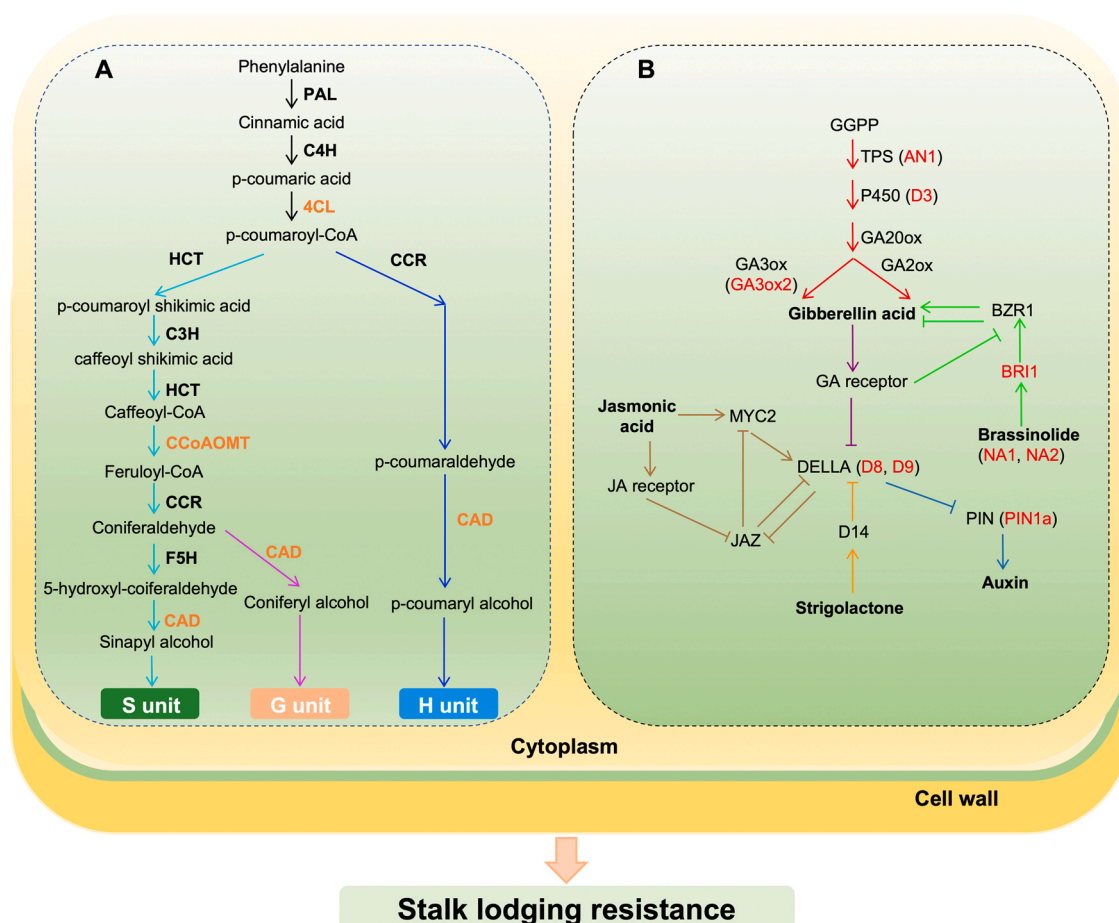 A
Phenylalanine
PAL
Cinnamic acid
C4H
p-coumaric acid
4CL
p-coumaroyl-CoA
HCT
CCR
p-coumaroyl shikimic acid
C3H
caffeoyl shikimic acid
HCT
Caffeoyl-CoA
CCoAOMT
Feruloyl-CoA
CCR
Coniferaldehyde
F5H
5-hydroxyl-coiferaldehyde
CAD
Sinapyl alcohol
S unit
CAD
Coniferyl alcohol
G unit
p-coumaraldehyde
CAD
p-coumaryl alcohol
H unit
B
GGPP
TPS (AN1)
P450 (D3)
GA20ox
GA3ox
(GA3ox2)
GA2ox
Gibberellin acid
BZR1
GA receptor
BRI1
Brassinolide
(NA1, NA2)
Jasmonic
acid
MYC2
JA receptor
DELLA (D8, D9)
JAZ
D14
Strigolactone
PIN (PIN1a)
Auxin
Cytoplasm
Cell wall
Stalk lodging resistance